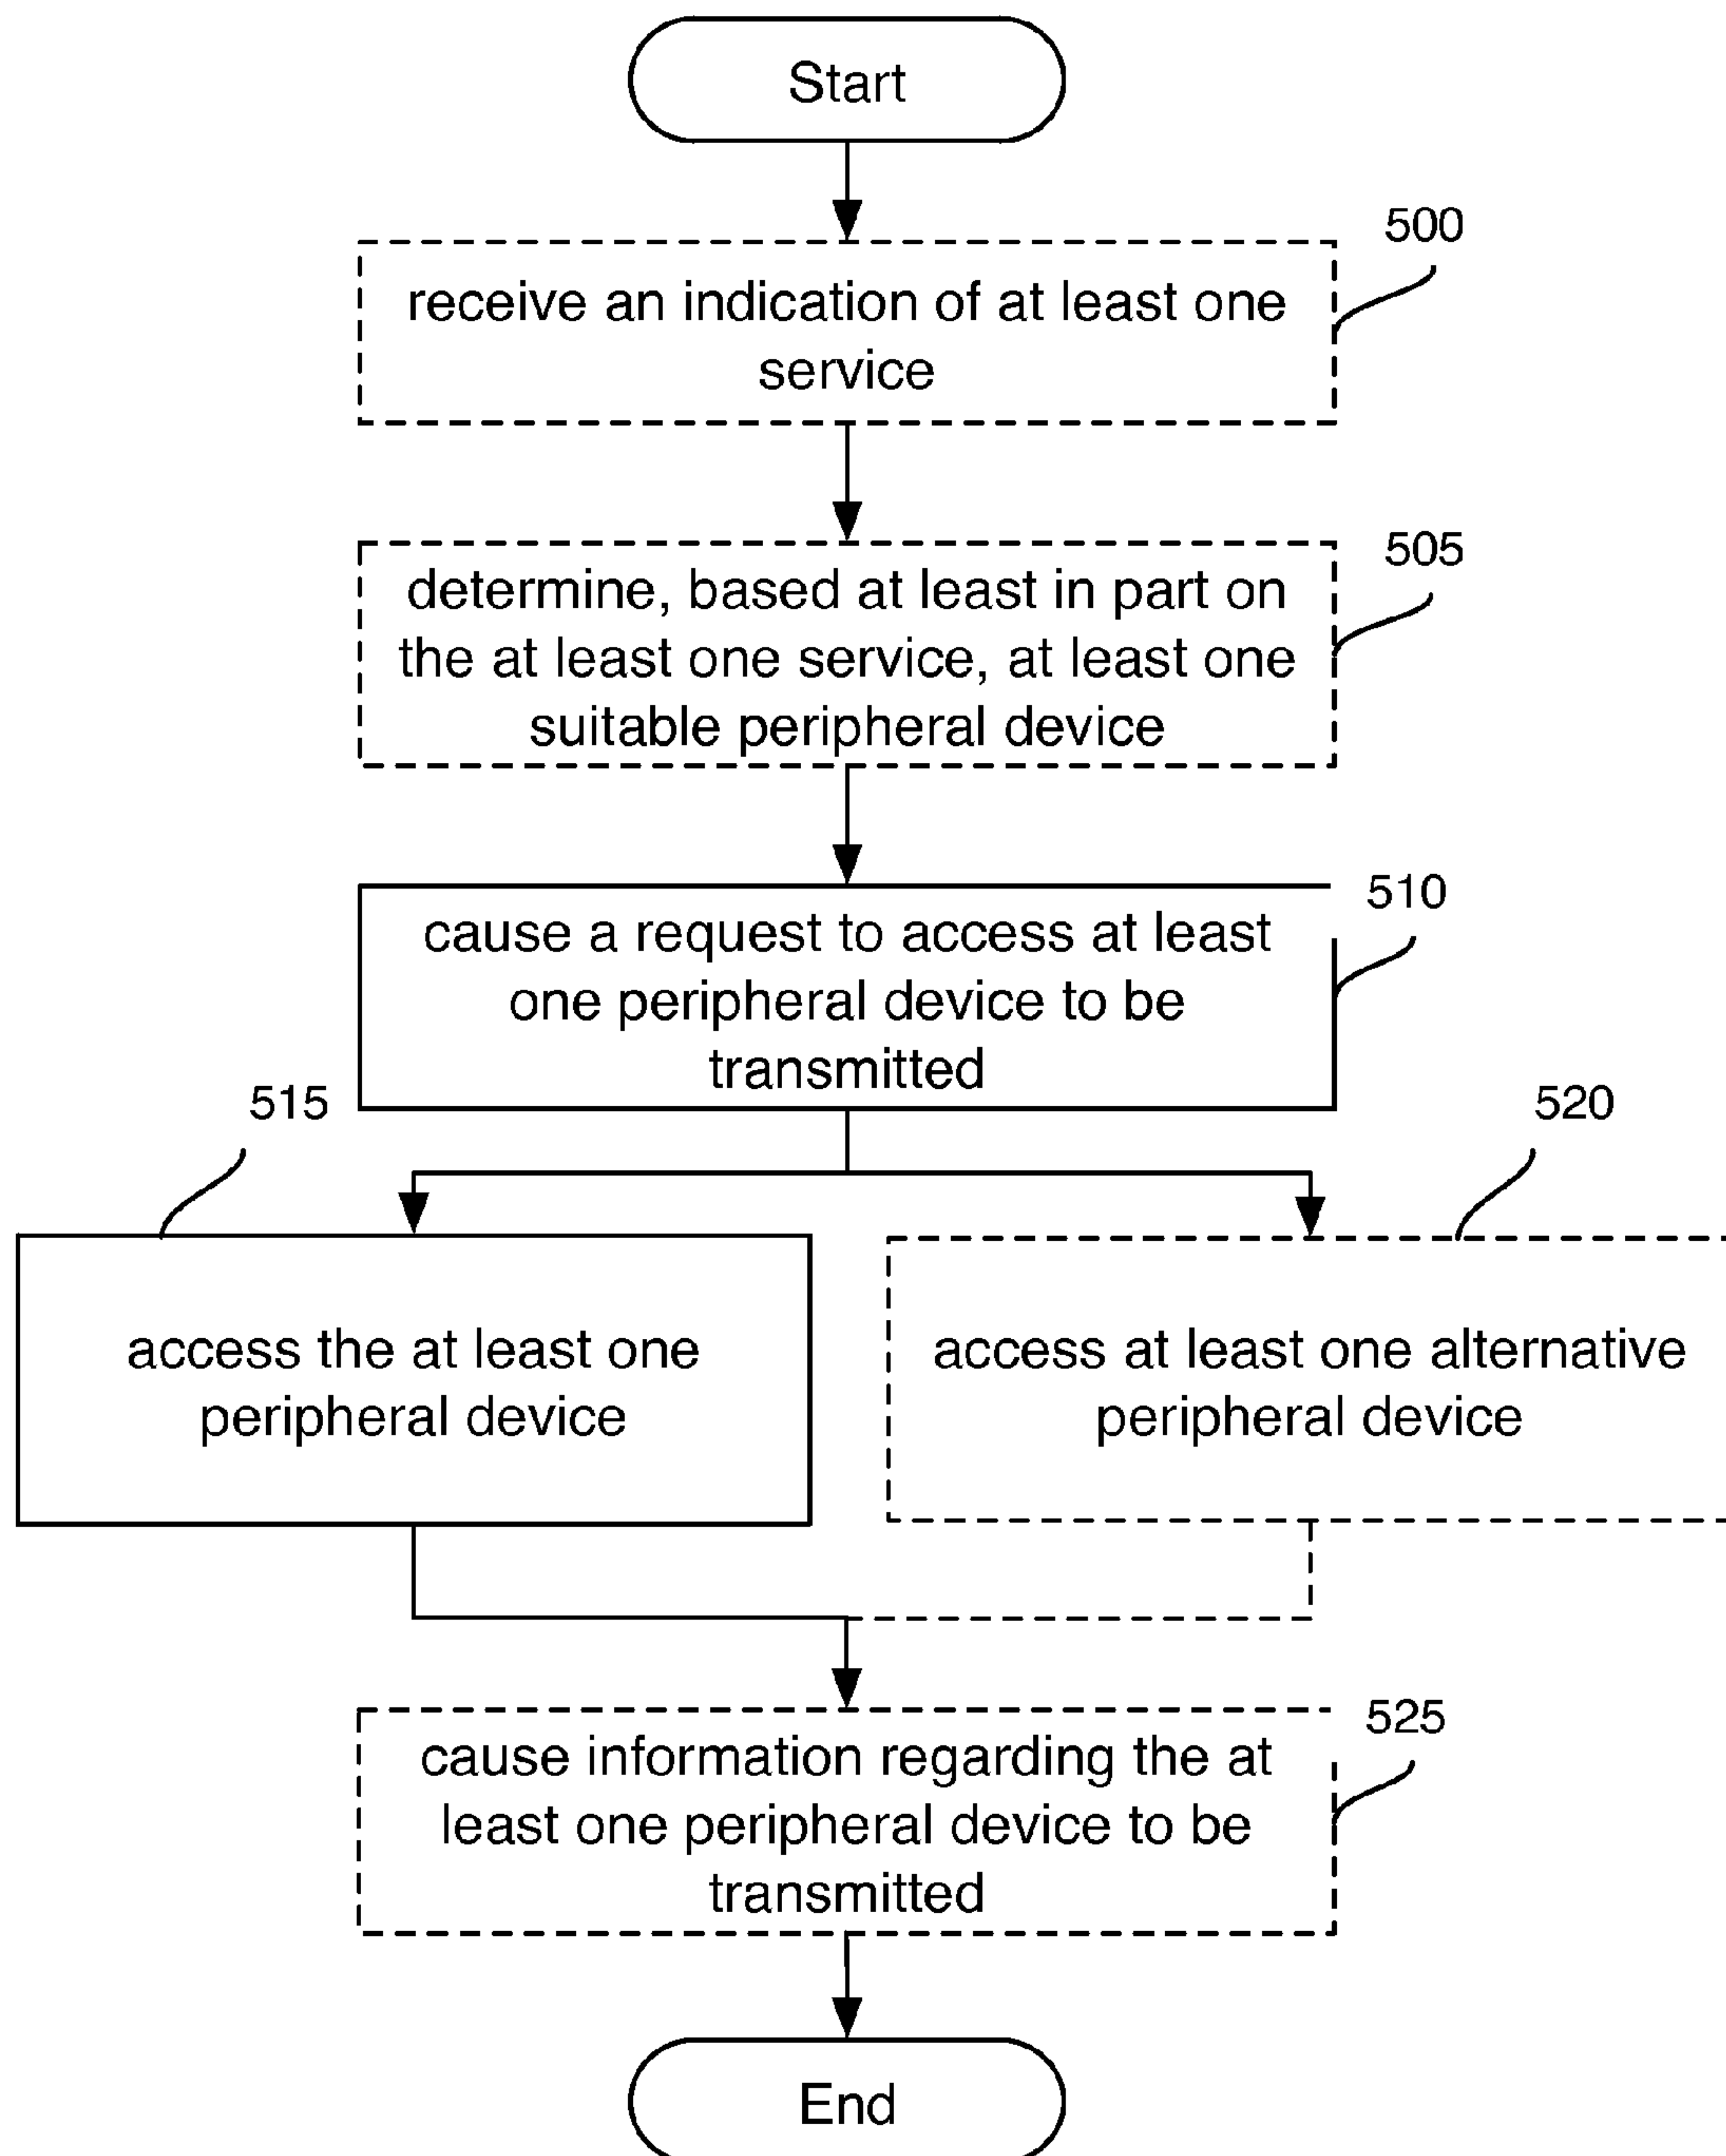 Start
500
receive an indication of at least one
service
505
determine, based at least in part on
the at least one service, at least one
suitable peripheral device
510
cause a request to access at least
one peripheral device to be
transmitted
515
520
access the at least one
peripheral device
access at least one alternative
peripheral device
525
cause information regarding the at
least one peripheral device to be
transmitted
End